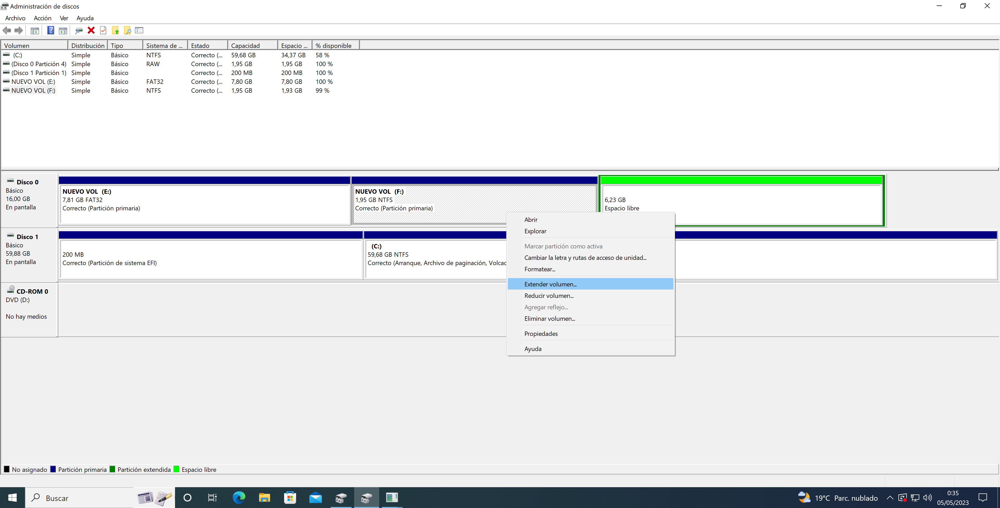 Administración de discos
Archivo Acción Ver Ayuda
Volumen Distribución Tipo Sistema de ... Estado Capacidad Espacio ... % disponible
(C:) Simple Básico NTFS Correcto (... 59,68 GB 34,37 GB 58 %
(Disco 0 Partición 4) Simple Básico RAW Correcto (... 1,95 GB 1,95 GB 100 %
(Disco 1 Partición 1) Simple Básico Correcto (... 200 MB 200 MB 100 %
NUEVO VOL (E:) Simple Básico FAT32 Correcto (... 7,80 GB 7,80 GB 100 %
NUEVO VOL (F:) Simple Básico NTFS Correcto (... 1,95 GB 1,93 GB 99 %
Disco 0
Básico
16,00 GB
En pantalla
NUEVO VOL (E:)
7,81 GB FAT32
Correcto (Partición primaria)
NUEVO VOL (F:)
1,95 GB NTFS
Correcto (Partición primaria)
6,23 GB
Espacio libre
Disco 1
Básico
59,88 GB
En pantalla
200 MB
Correcto (Partición de sistema EFI)
(C:)
59,68 GB NTFS
Correcto (Arranque, Archivo de paginación, Volcad
Abrir
Explorar
Marcar partición como activa
Cambiar la letra y rutas de acceso de unidad...
Formatear...
Extender volumen...
Reducir volumen...
Agregar reflejo...
Eliminar volumen...
Propiedades
Ayuda
CD-ROM 0
DVD (D:)
No hay medios
No asignado Partición primaria Partición extendida Espacio libre
Buscar
19°C Parc. nublado
0:35
05/05/2023